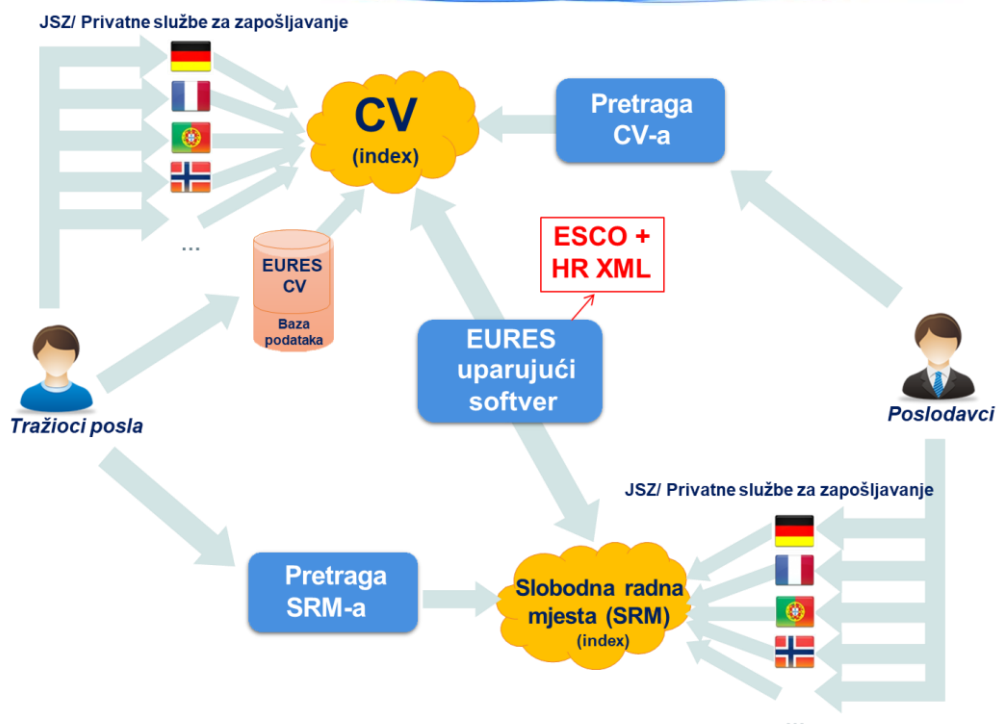 JSZ/ Privatne službe za zapošljavanje
CV
(index)
Pretraga
CV-a
...
ESCO +
HR XML
EURES
CV
Baza
podataka
EURES
uparujući
softver
Tražioci posla
Poslodavci
JSZ/ Privatne službe za zapošljavanje
Pretraga
SRM-a
Slobodna radna
mjesta (SRM)
(index)
...